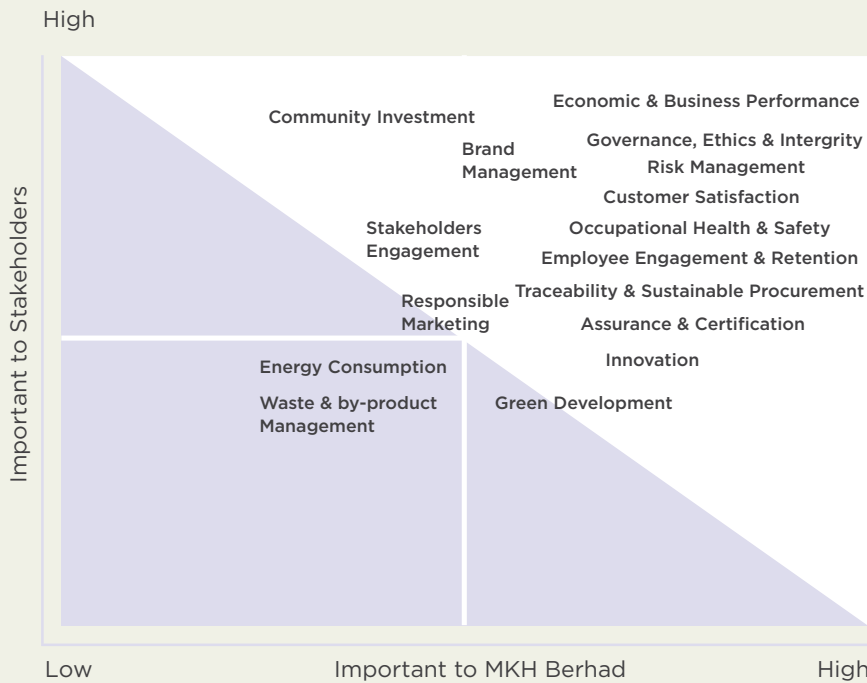 High
Important to Stakeholders
Community Investment
Economic & Business Performance
Brand
Management
Governance, Ethics & Intergrity
Risk Management
Customer Satisfaction
Stakeholders
Engagement
Occupational Health & Safety
Employee Engagement & Retention
Responsible
Marketing
Traceability & Sustainable Procurement
Assurance & Certification
Energy Consumption
Innovation
Waste & by-product
Management
Green Development
Low
Important to MKH Berhad
High